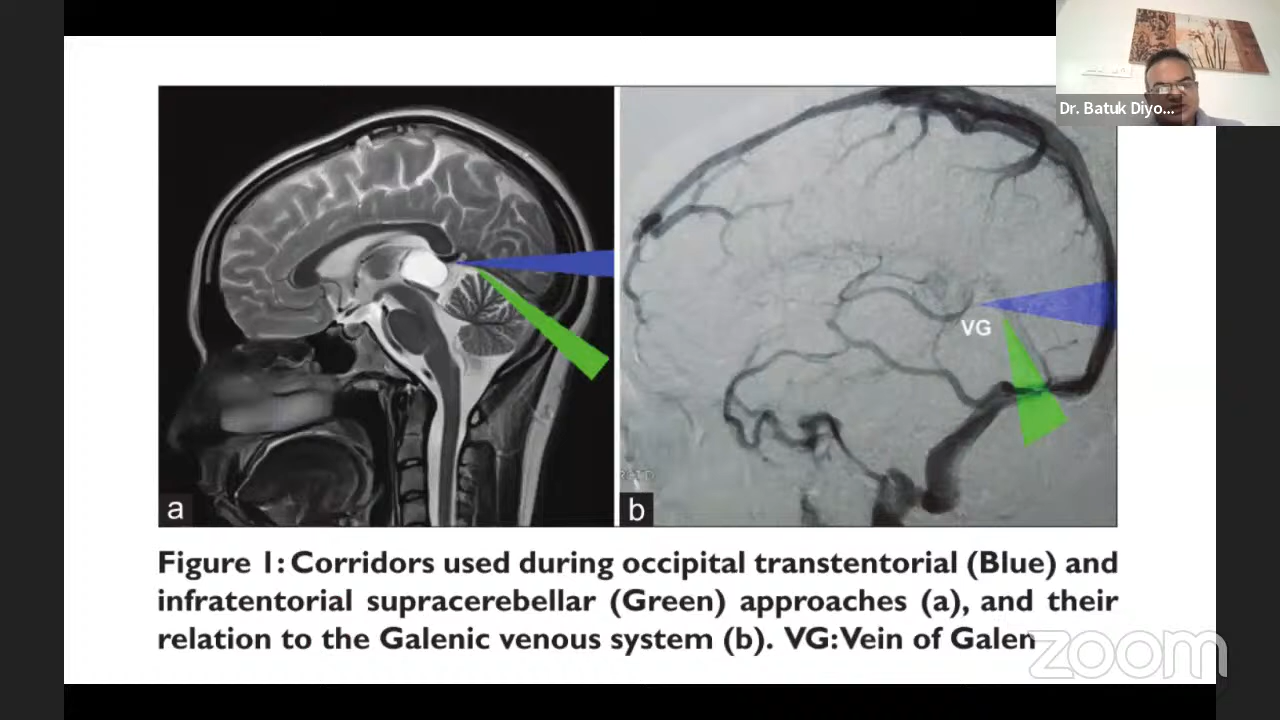 Dr. Batuk Diyo...
VG
a
b
Figure 1: Corridors used during occipital transtentorial (Blue) and
infratentorial supracerebellar (Green) approaches (a), and their
relation to the Galenic venous system (b). VG:Vein of Galen
zoom